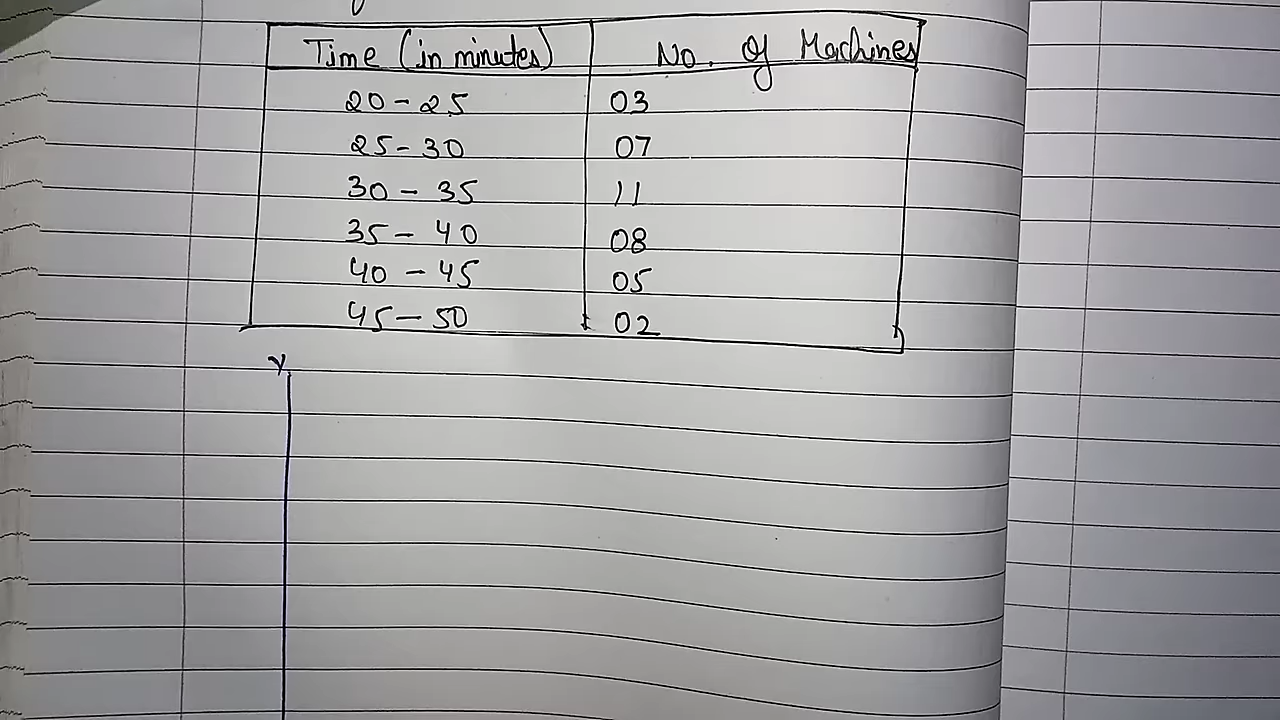 Time (in minutes) No. Of Machines
20 - 25 03
25 - 30 07
30 - 35 11
35 - 40 08
40 - 45 05
45 - 50 02
Y